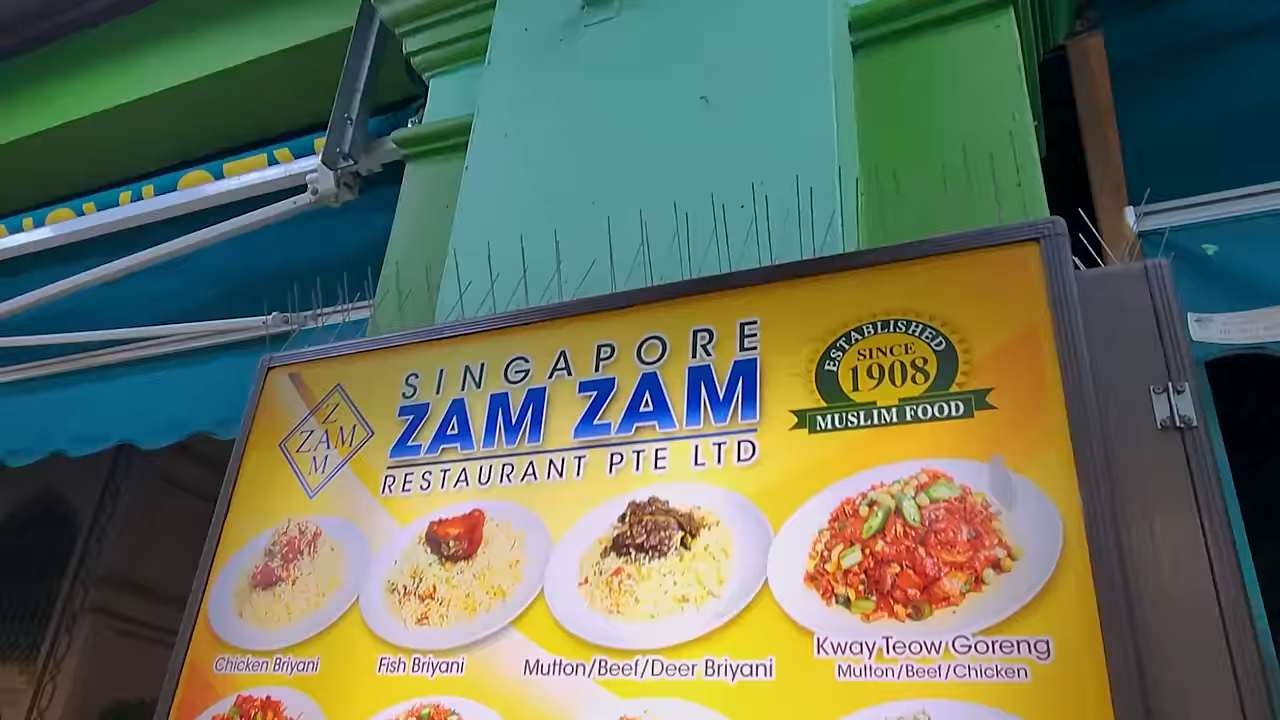 SINGAPORE
ZAM ZAM
RESTAURANT PTE LTD
Z
ZAM
M
ESTABLISHED
SINCE
1908
MUSLIM FOOD
Chicken Briyani
Fish Briyani
Mutton/Beef/Deer Briyani
Kway Teow Goreng
Mutton/Beef/Chicken